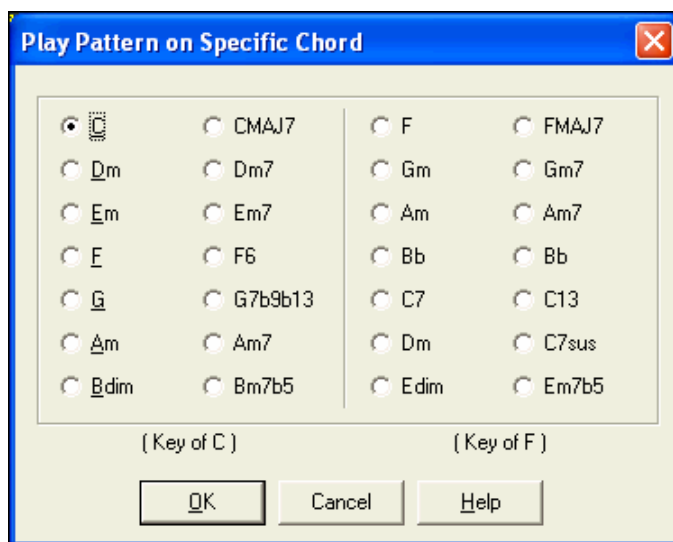 Play Pattern on Specific Chord
C CMAJ7 F FMAJ7
Dm Dm7 Gm Gm7
Em Em7 Am Am7
F F6 Bb Bb
G G7b9b13 C7 C13
Am Am7 Dm C7sus
Bdim Bm7b5 Edim Em7b5
( Key of C ) ( Key of F )
OK Cancel Help